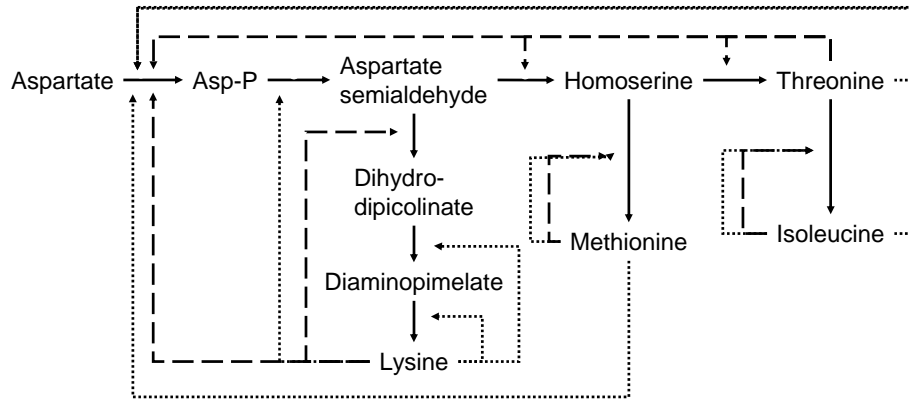 Aspartate
Asp-P
Aspartate
semialdehyde
Homoserine
Threonine
Dihydro-
dipicolinate
Methionine
Isoleucine
Diaminopimelate
Lysine